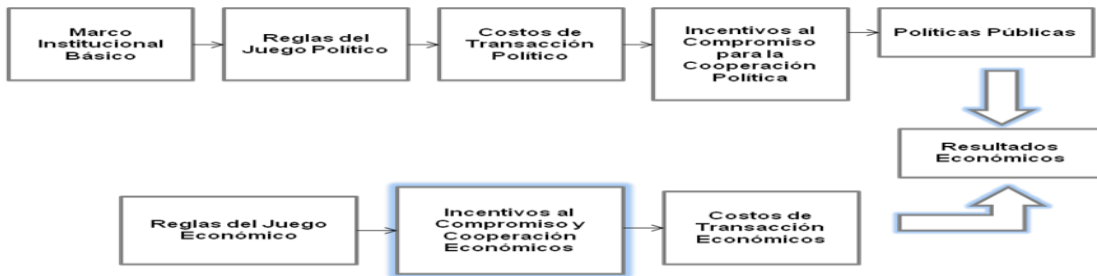 Marco
Institucional
Básico
Reglas del
Juego Político
Costos de
Transacción
Político
Incentivos al
Compromiso
para la
Cooperación
Política
Políticas Públicas
Resultados
Económicos
Reglas del Juego
Económico
Incentivos al
Compromiso y
Cooperación
Económicos
Costos de
Transacción
Económicos